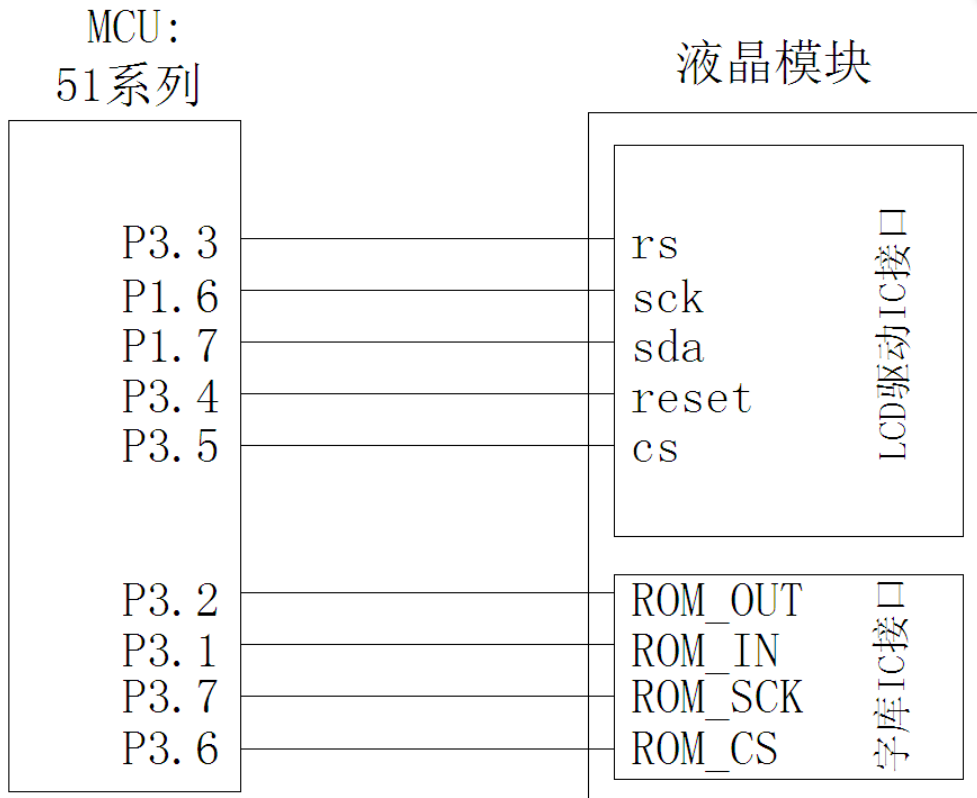 MCU:
51系列
液晶模块
P3.3
rs
P1.6
sck
P1.7
sda
P3.4
reset
P3.5
cs
LCD驱动IC接口
P3.2
ROM_OUT
P3.1
ROM_IN
P3.7
ROM_SCK
P3.6
ROM_CS
字库IC接口